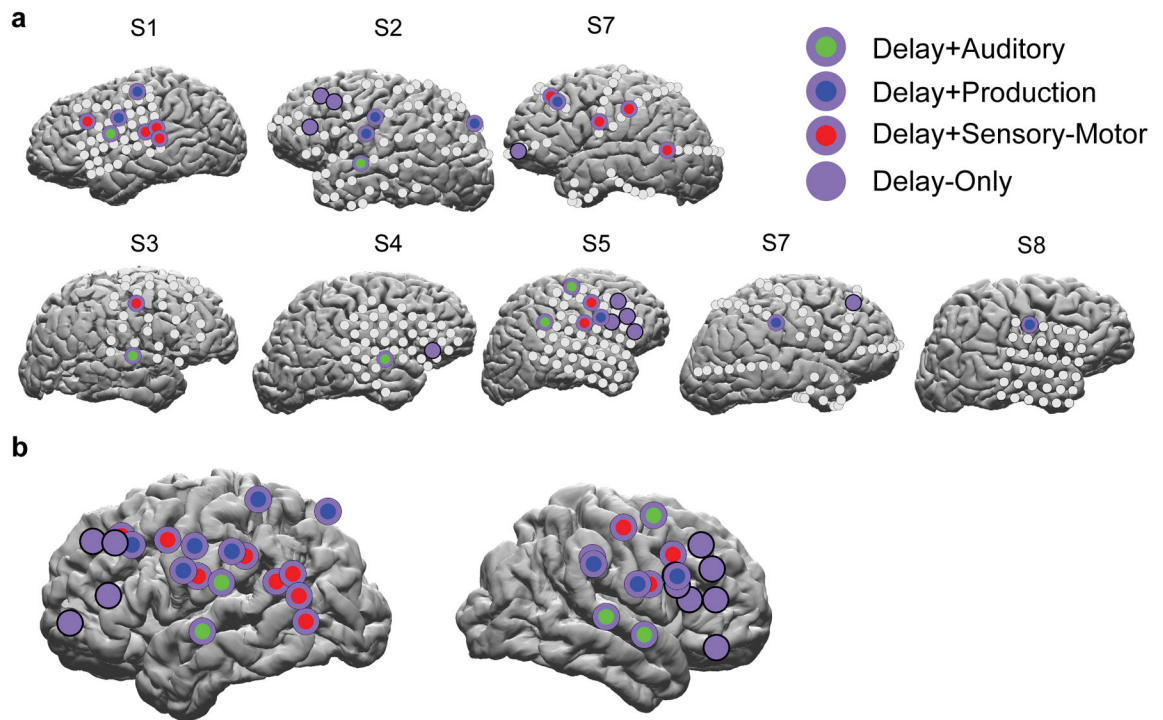 a
S1
S2
S7
Delay+Auditory
Delay+Production
Delay+Sensory-Motor
Delay-Only
S3
S4
S5
S7
S8
b